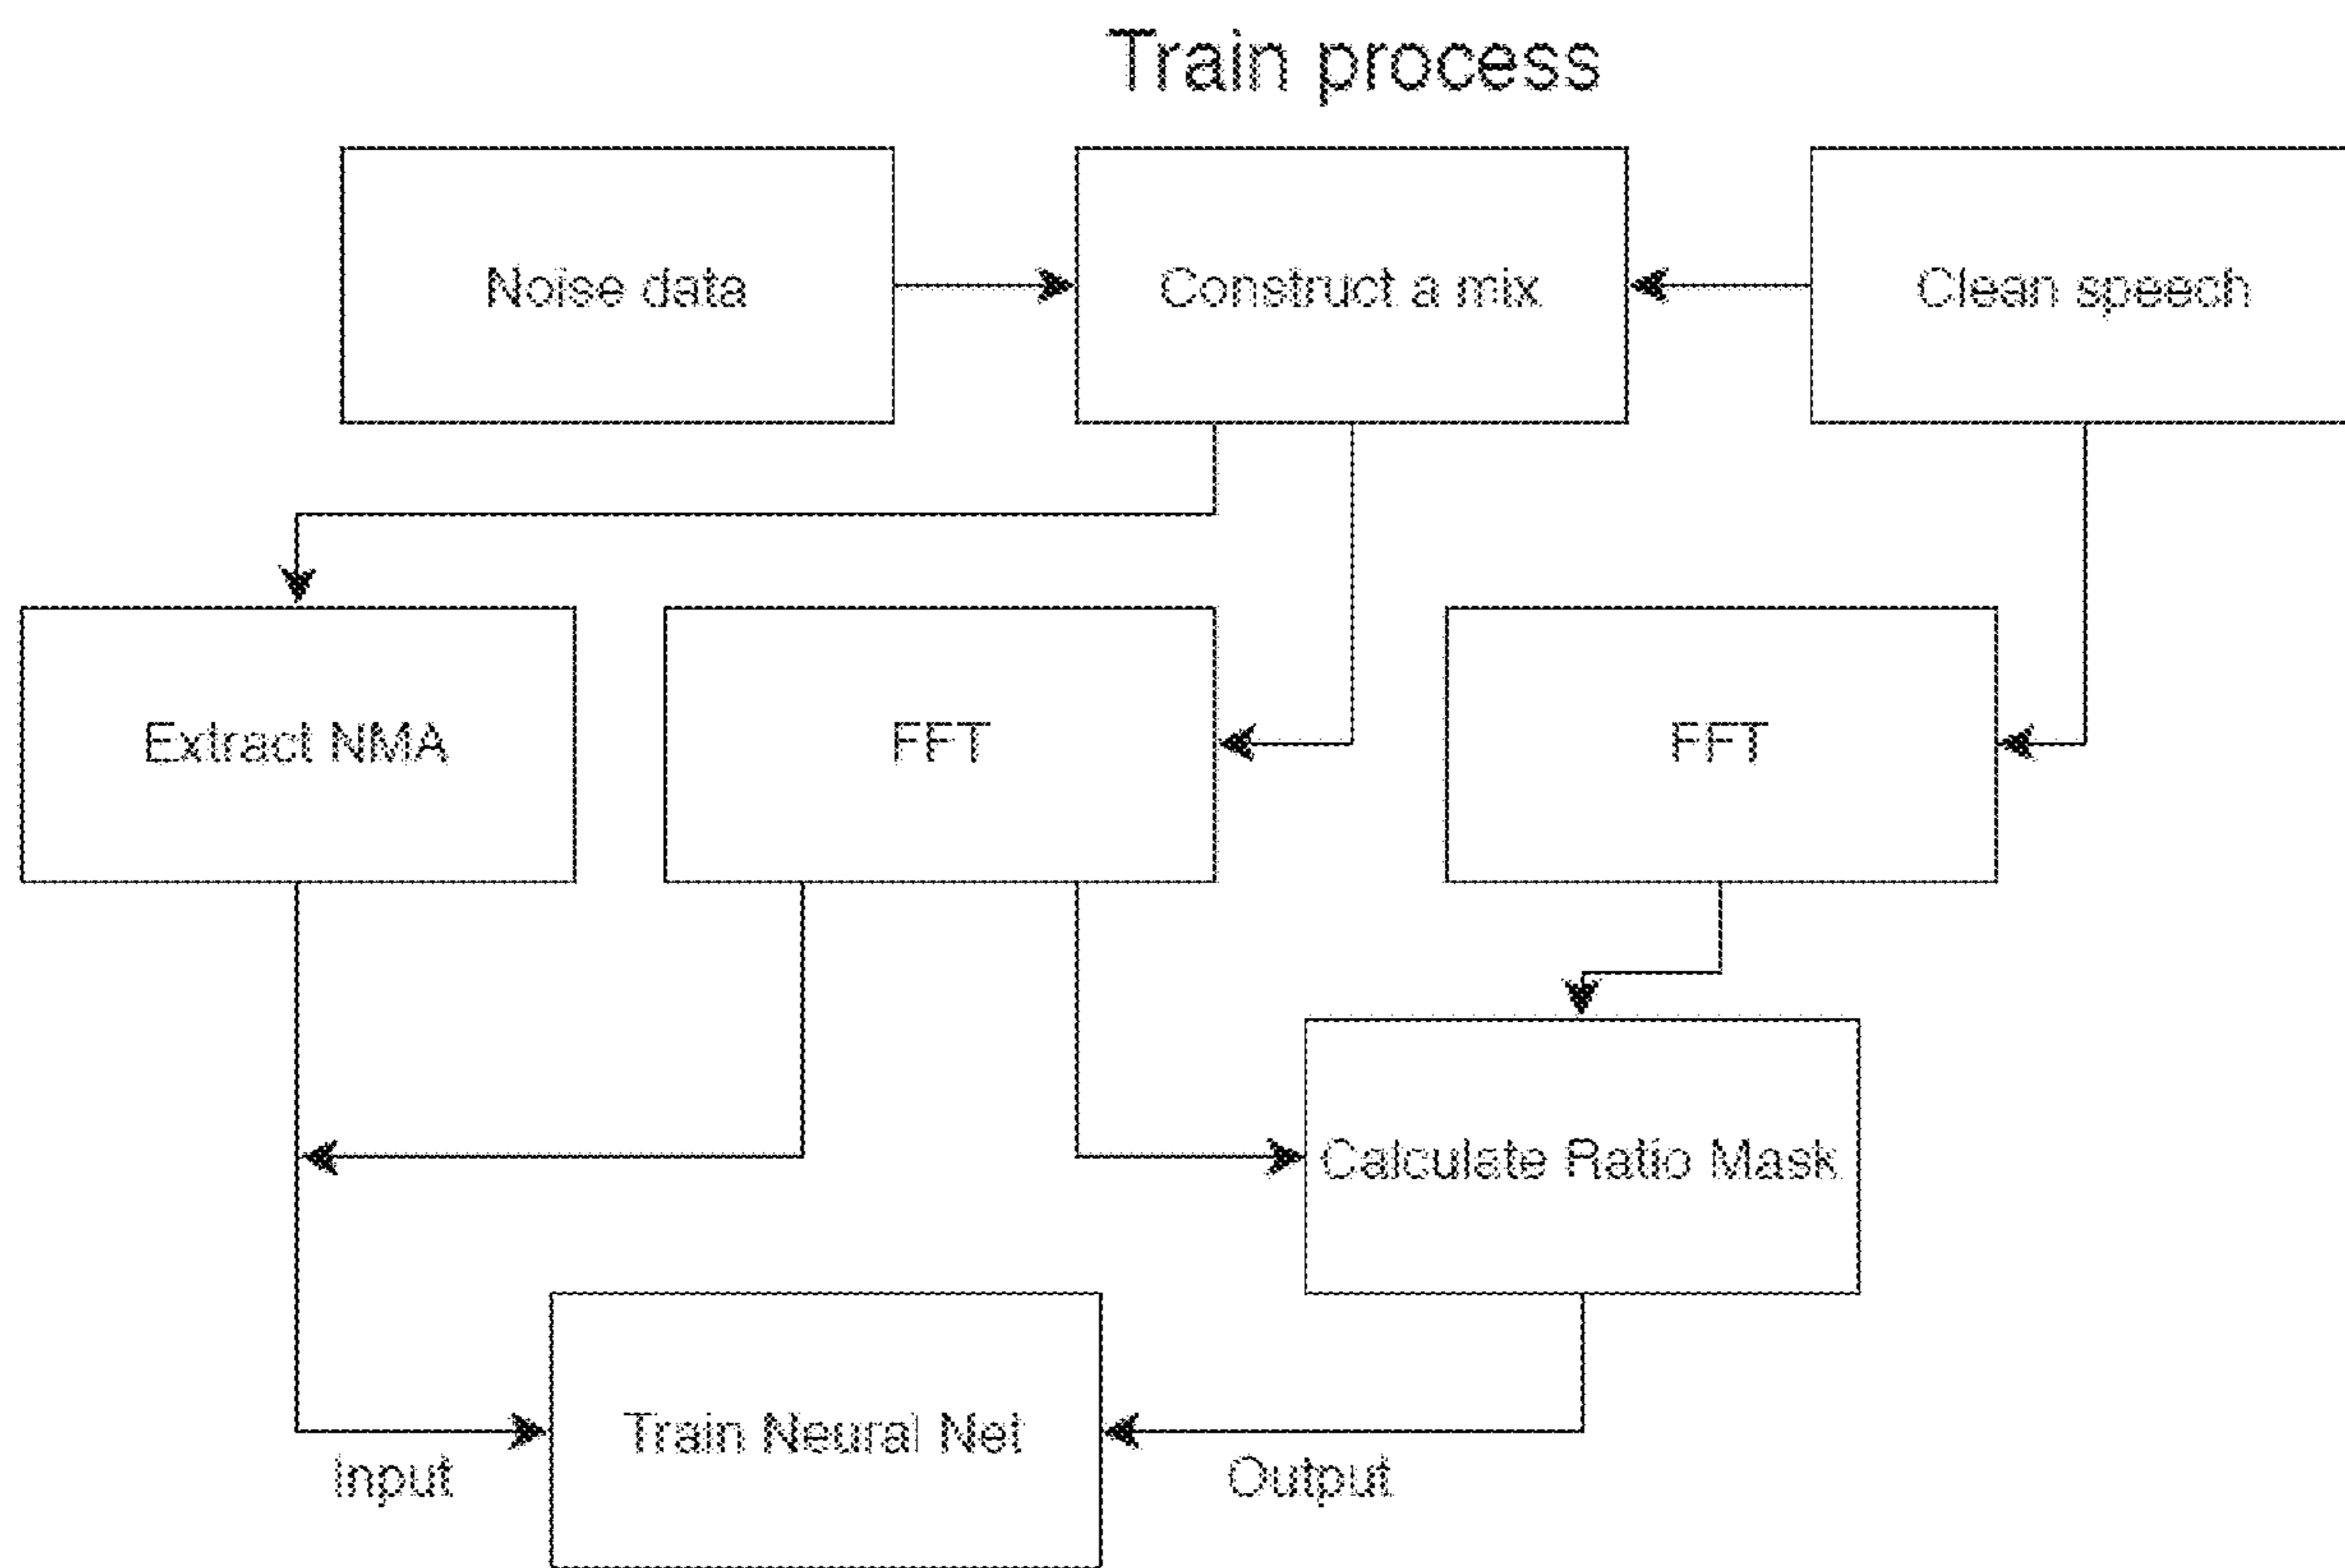 Train process
Noise data
Construct a mix
Clean speech
Extract NMA
FFT
FFT
Calculate Ratio Mask
Train Neural Net
Input
Output